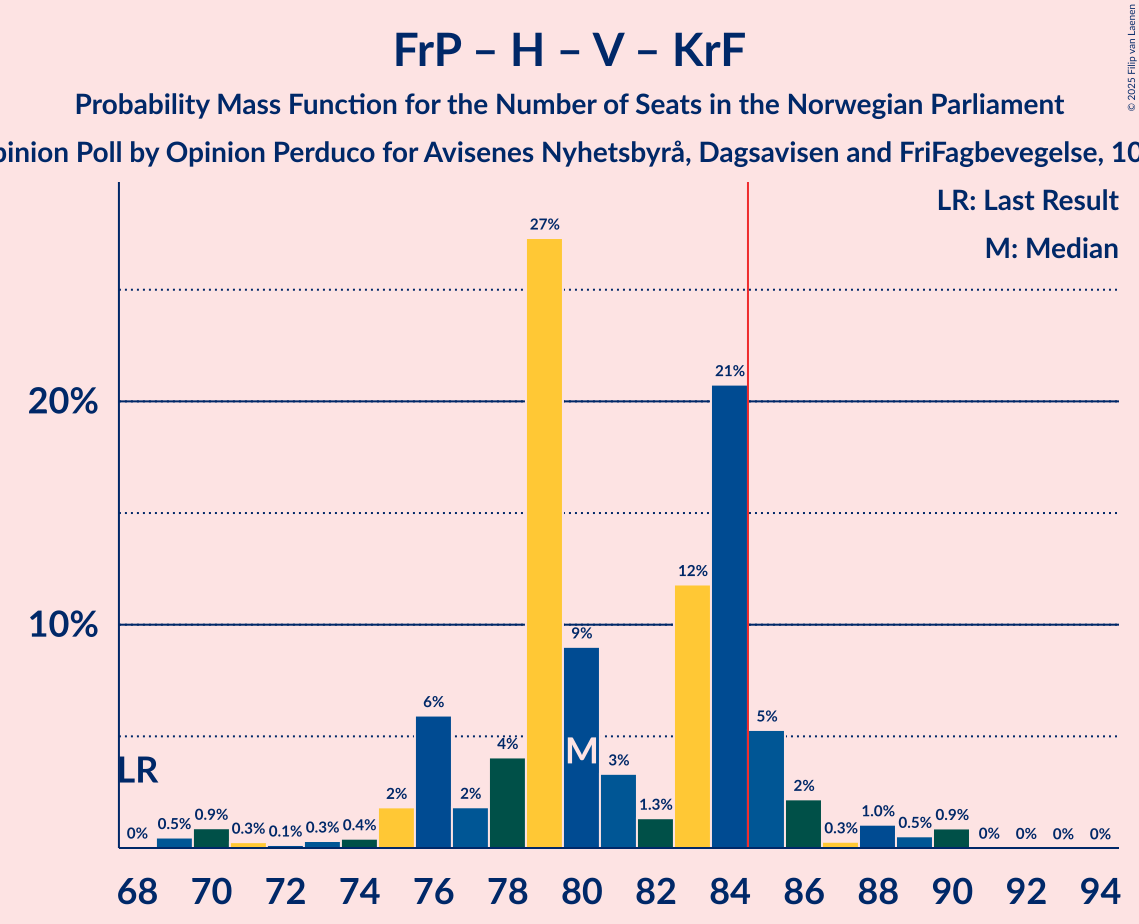 FrP – H – V – KrF
Probability Mass Function for the Number of Seats in the Norwegian Parliament
Opinion Poll by Opinion Perduco for Avisenes Nyhetsbyrå, Dagsavisen and FriFagbevegelse, 10
© 2025 Filip van Laenen
LR: Last Result
M: Median
27%
21%
20%
12%
10%
9%
6%
5%
4%
M
3%
LR
2%
2%
2%
1.3%
0% 0.5% 0.9% 0.3% 0.1% 0.3% 0.4%
0.3% 1.0% 0.5% 0.9% 0% 0% 0% 0%
68 70 72 74 76 78 80 82 84 86 88 90 92 94